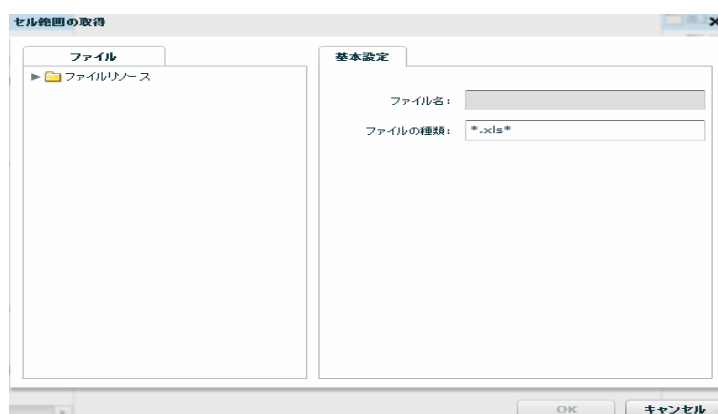 セル範囲の取得
ファイル
基本設定
ファイルリソース
ファイル名:
ファイルの種類: *.xls*
OK
キャンセル